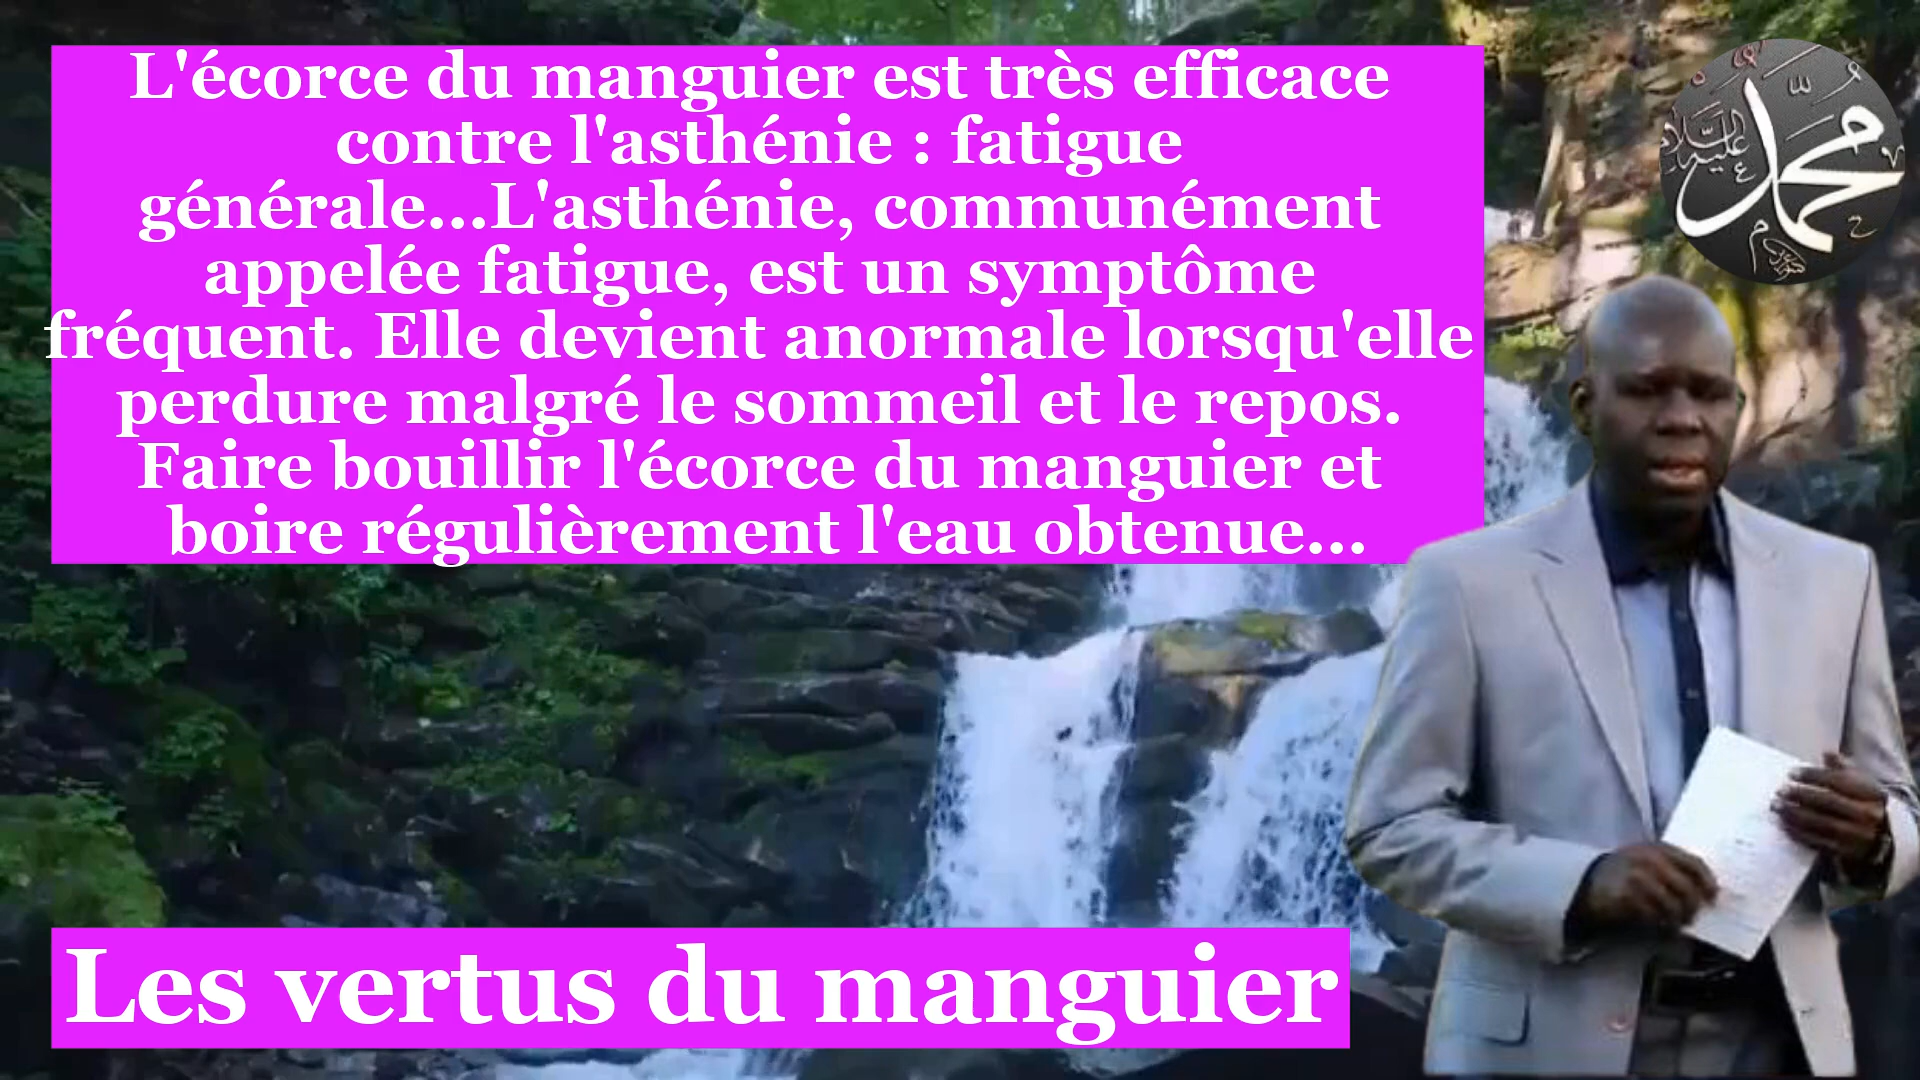 L'écorce du manguier est très efficace
contre l'asthénie : fatigue
générale...L'asthénie, communément
appelée fatigue, est un symptôme
fréquent. Elle devient anormale lorsqu'elle
perdure malgré le sommeil et le repos.
Faire bouillir l'écorce du manguier et
boire régulièrement l'eau obtenue...
محمد
عليه السلام
Les vertus du manguier